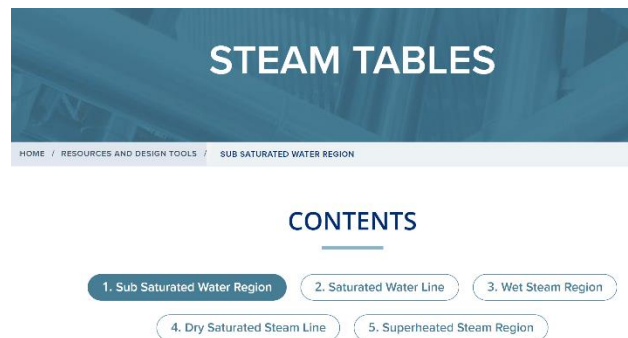 STEAM TABLES
HOME / RESOURCES AND DESIGN TOOLS / SUB SATURATED WATER REGION
CONTENTS
1. Sub Saturated Water Region 2. Saturated Water Line 3. Wet Steam Region
4. Dry Saturated Steam Line 5. Superheated Steam Region